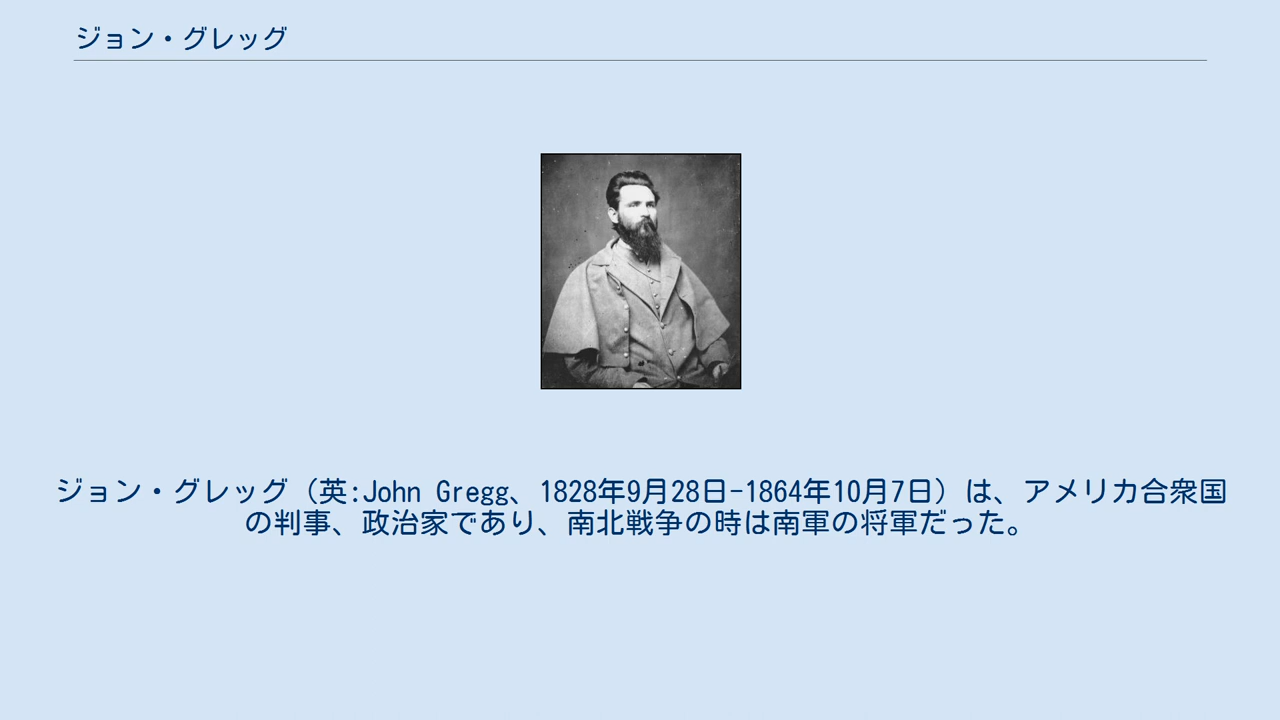 ジョン・グレッグ
ジョン・グレッグ（英:John Gregg、1828年9月28日-1864年10月7日）は、アメリカ合衆国
の判事、政治家であり、南北戦争の時は南軍の将軍だった。